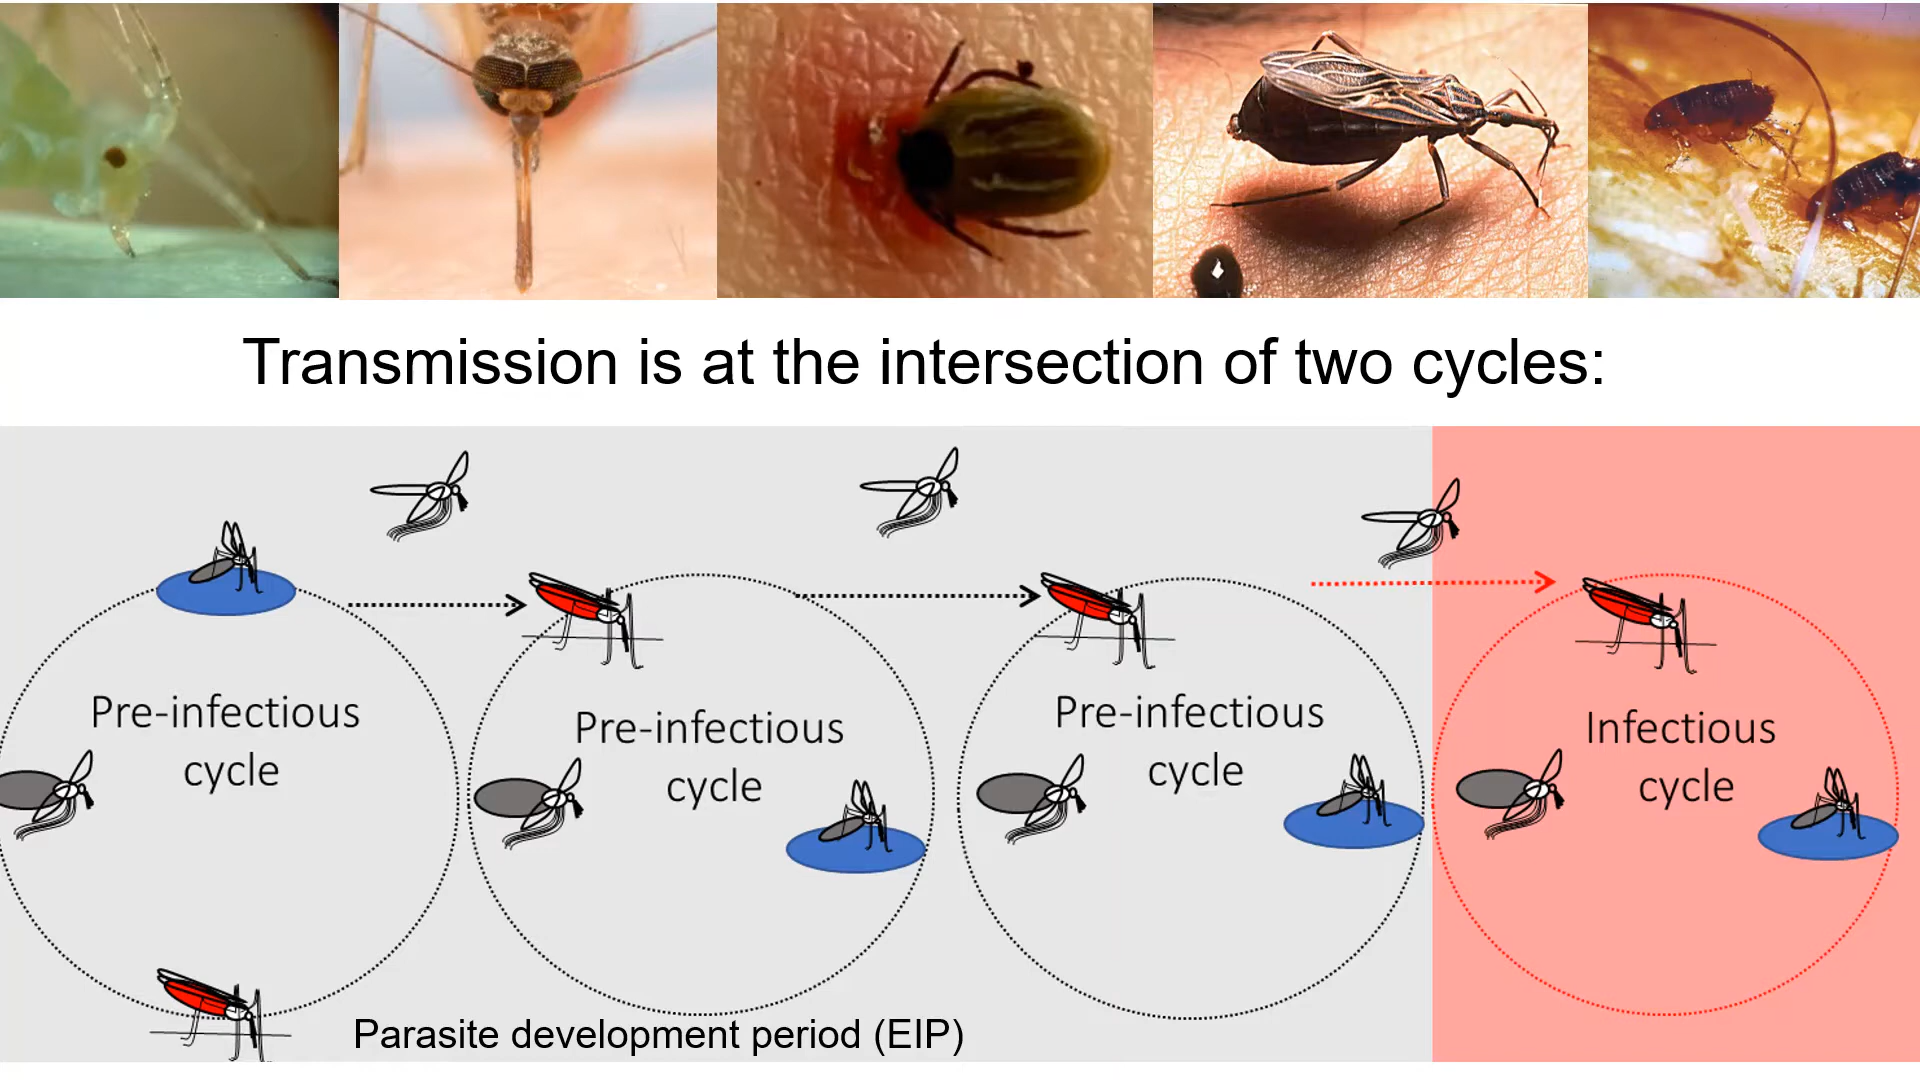 Transmission is at the intersection of two cycles:
Pre-infectious
cycle
Pre-infectious
cycle
Pre-infectious
cycle
Infectious
cycle
Parasite development period (EIP)